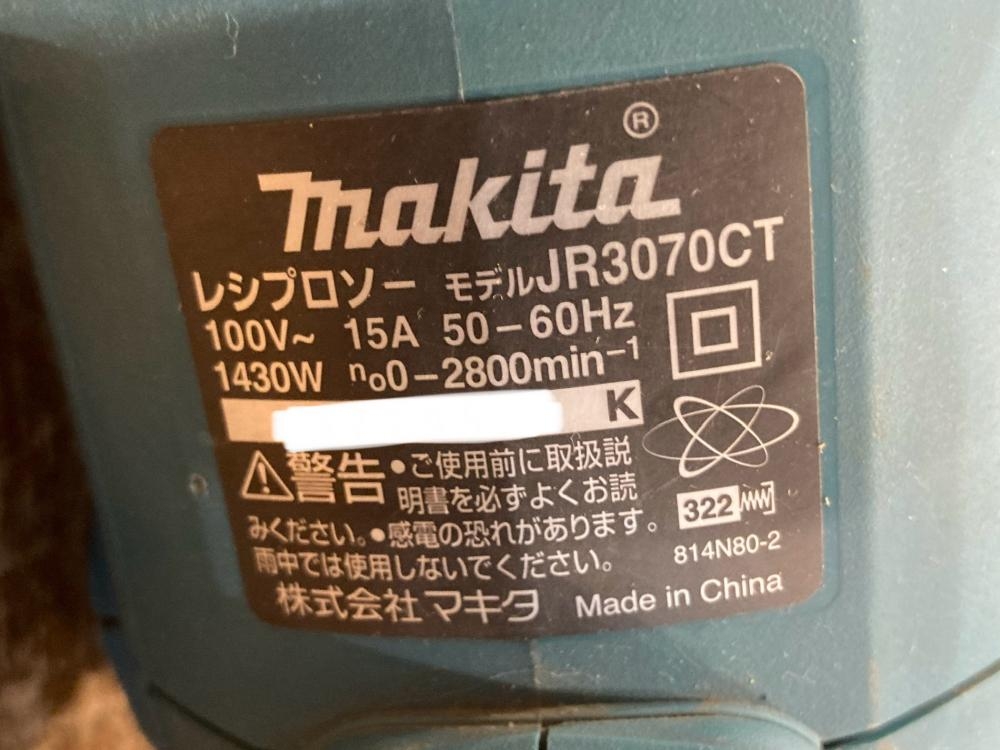 makita®
レシプロソー モデルJR3070CT
100V~ 15A 50-60Hz
1430W n₀0-2800min⁻¹
K
⚠警告 ●ご使用前に取扱説
明書を必ずよくお読
みください。●感電の恐れがあります。
雨中では使用しないでください。
322
814N80-2
株式会社マキタ Made in China